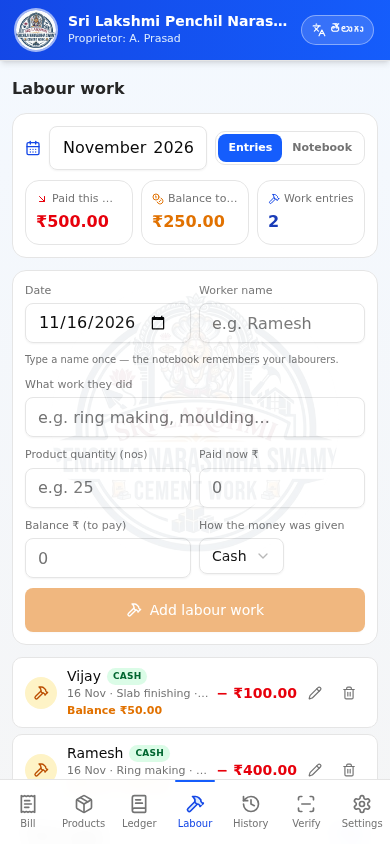 Sri Lakshmi Penchil Naras…
Proprietor: A. Prasad
తెలుగు
Labour work
November 2026
Entries
Notebook
Paid this …
Balance to…
Work entries
₹500.00
₹250.00
2
Date
Worker name
11/16/2026
e.g. Ramesh
Type a name once — the notebook remembers your labourers.
What work they did
e.g. ring making, moulding…
Product quantity (nos)
Paid now ₹
e.g. 25
0
Balance ₹ (to pay)
How the money was given
0
Cash
Add labour work
Vijay
CASH
16 Nov · Slab finishing ·…
− ₹100.00
Balance ₹50.00
Ramesh
CASH
16 Nov · Ring making · …
− ₹400.00
Bill
Products
Ledger
Labour
History
Verify
Settings
CEMENT WORK